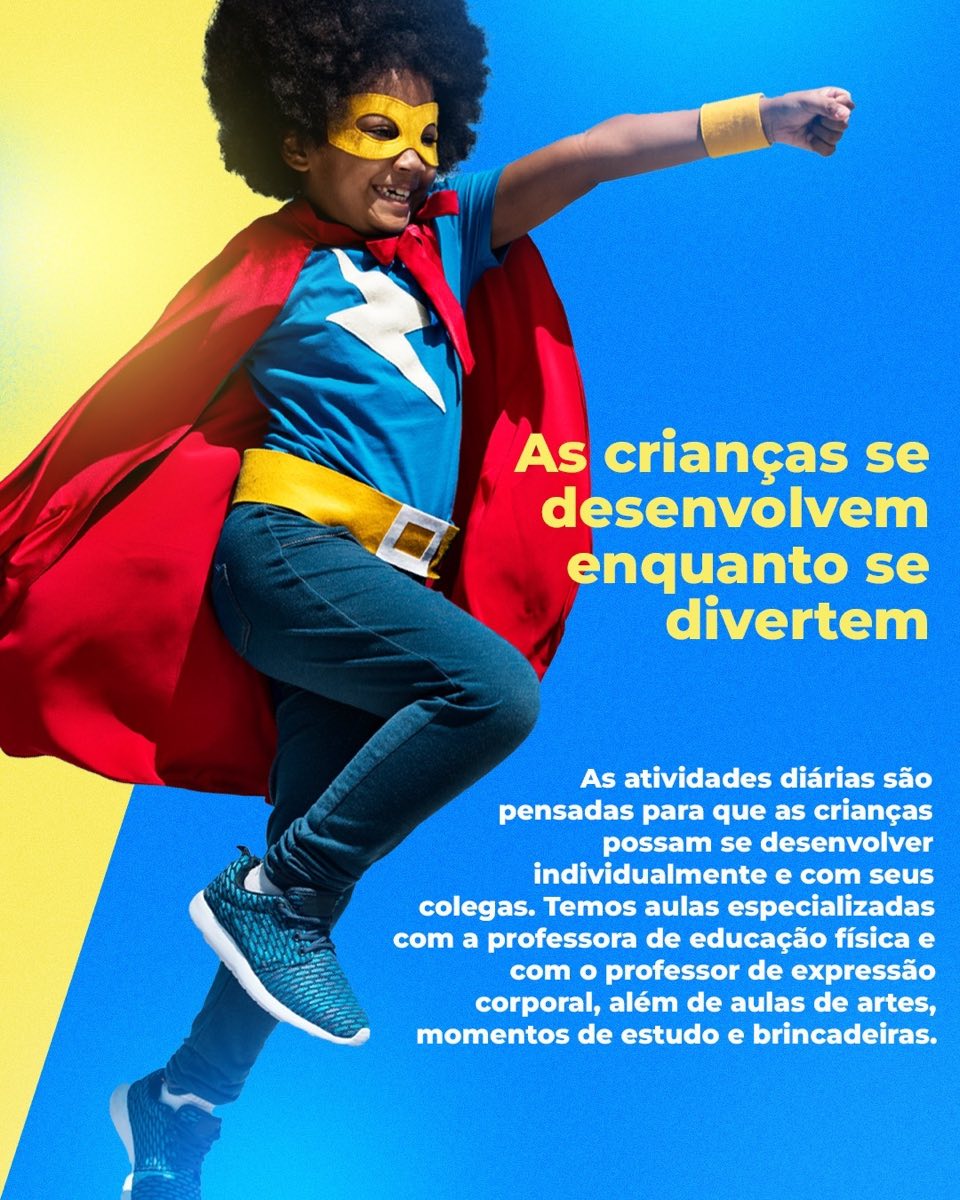 As crianças se
desenvolvem
enquanto se
divertem
As atividades diárias são
pensadas para que as crianças
possam se desenvolver
individualmente e com seus
colegas. Temos aulas especializadas
com a professora de educação física e
com o professor de expressão
corporal, além de aulas de artes,
momentos de estudo e brincadeiras.